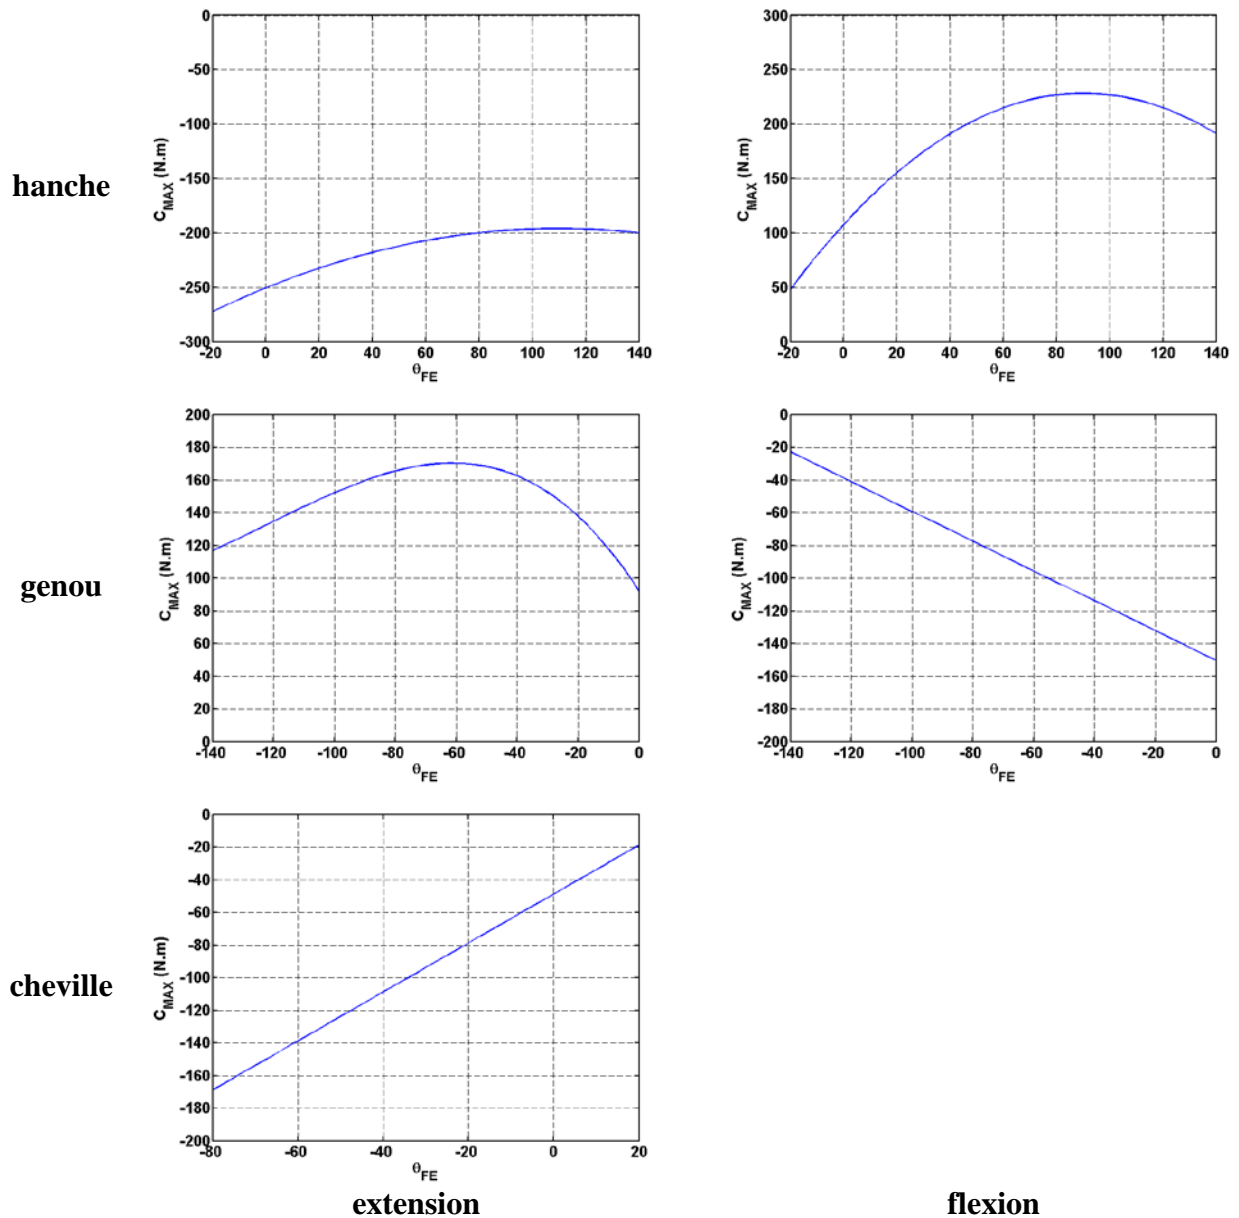 0
-50
-100
-150
-200
-250
-300
-20 0 20 40 60 80 100 120 140
C_MAX (N.m)
θ_FE
300
250
200
150
100
50
0
-20 0 20 40 60 80 100 120 140
C_MAX (N.m)
θ_FE
hanche
200
180
160
140
120
100
80
60
40
20
0
-140 -120 -100 -80 -60 -40 -20 0
C_MAX (N.m)
θ_FE
0
-20
-40
-60
-80
-100
-120
-140
-160
-180
-200
-140 -120 -100 -80 -60 -40 -20 0
C_MAX (N.m)
θ_FE
genou
0
-20
-40
-60
-80
-100
-120
-140
-160
-180
-200
-80 -60 -40 -20 0 20
C_MAX (N.m)
θ_FE
cheville
extension flexion